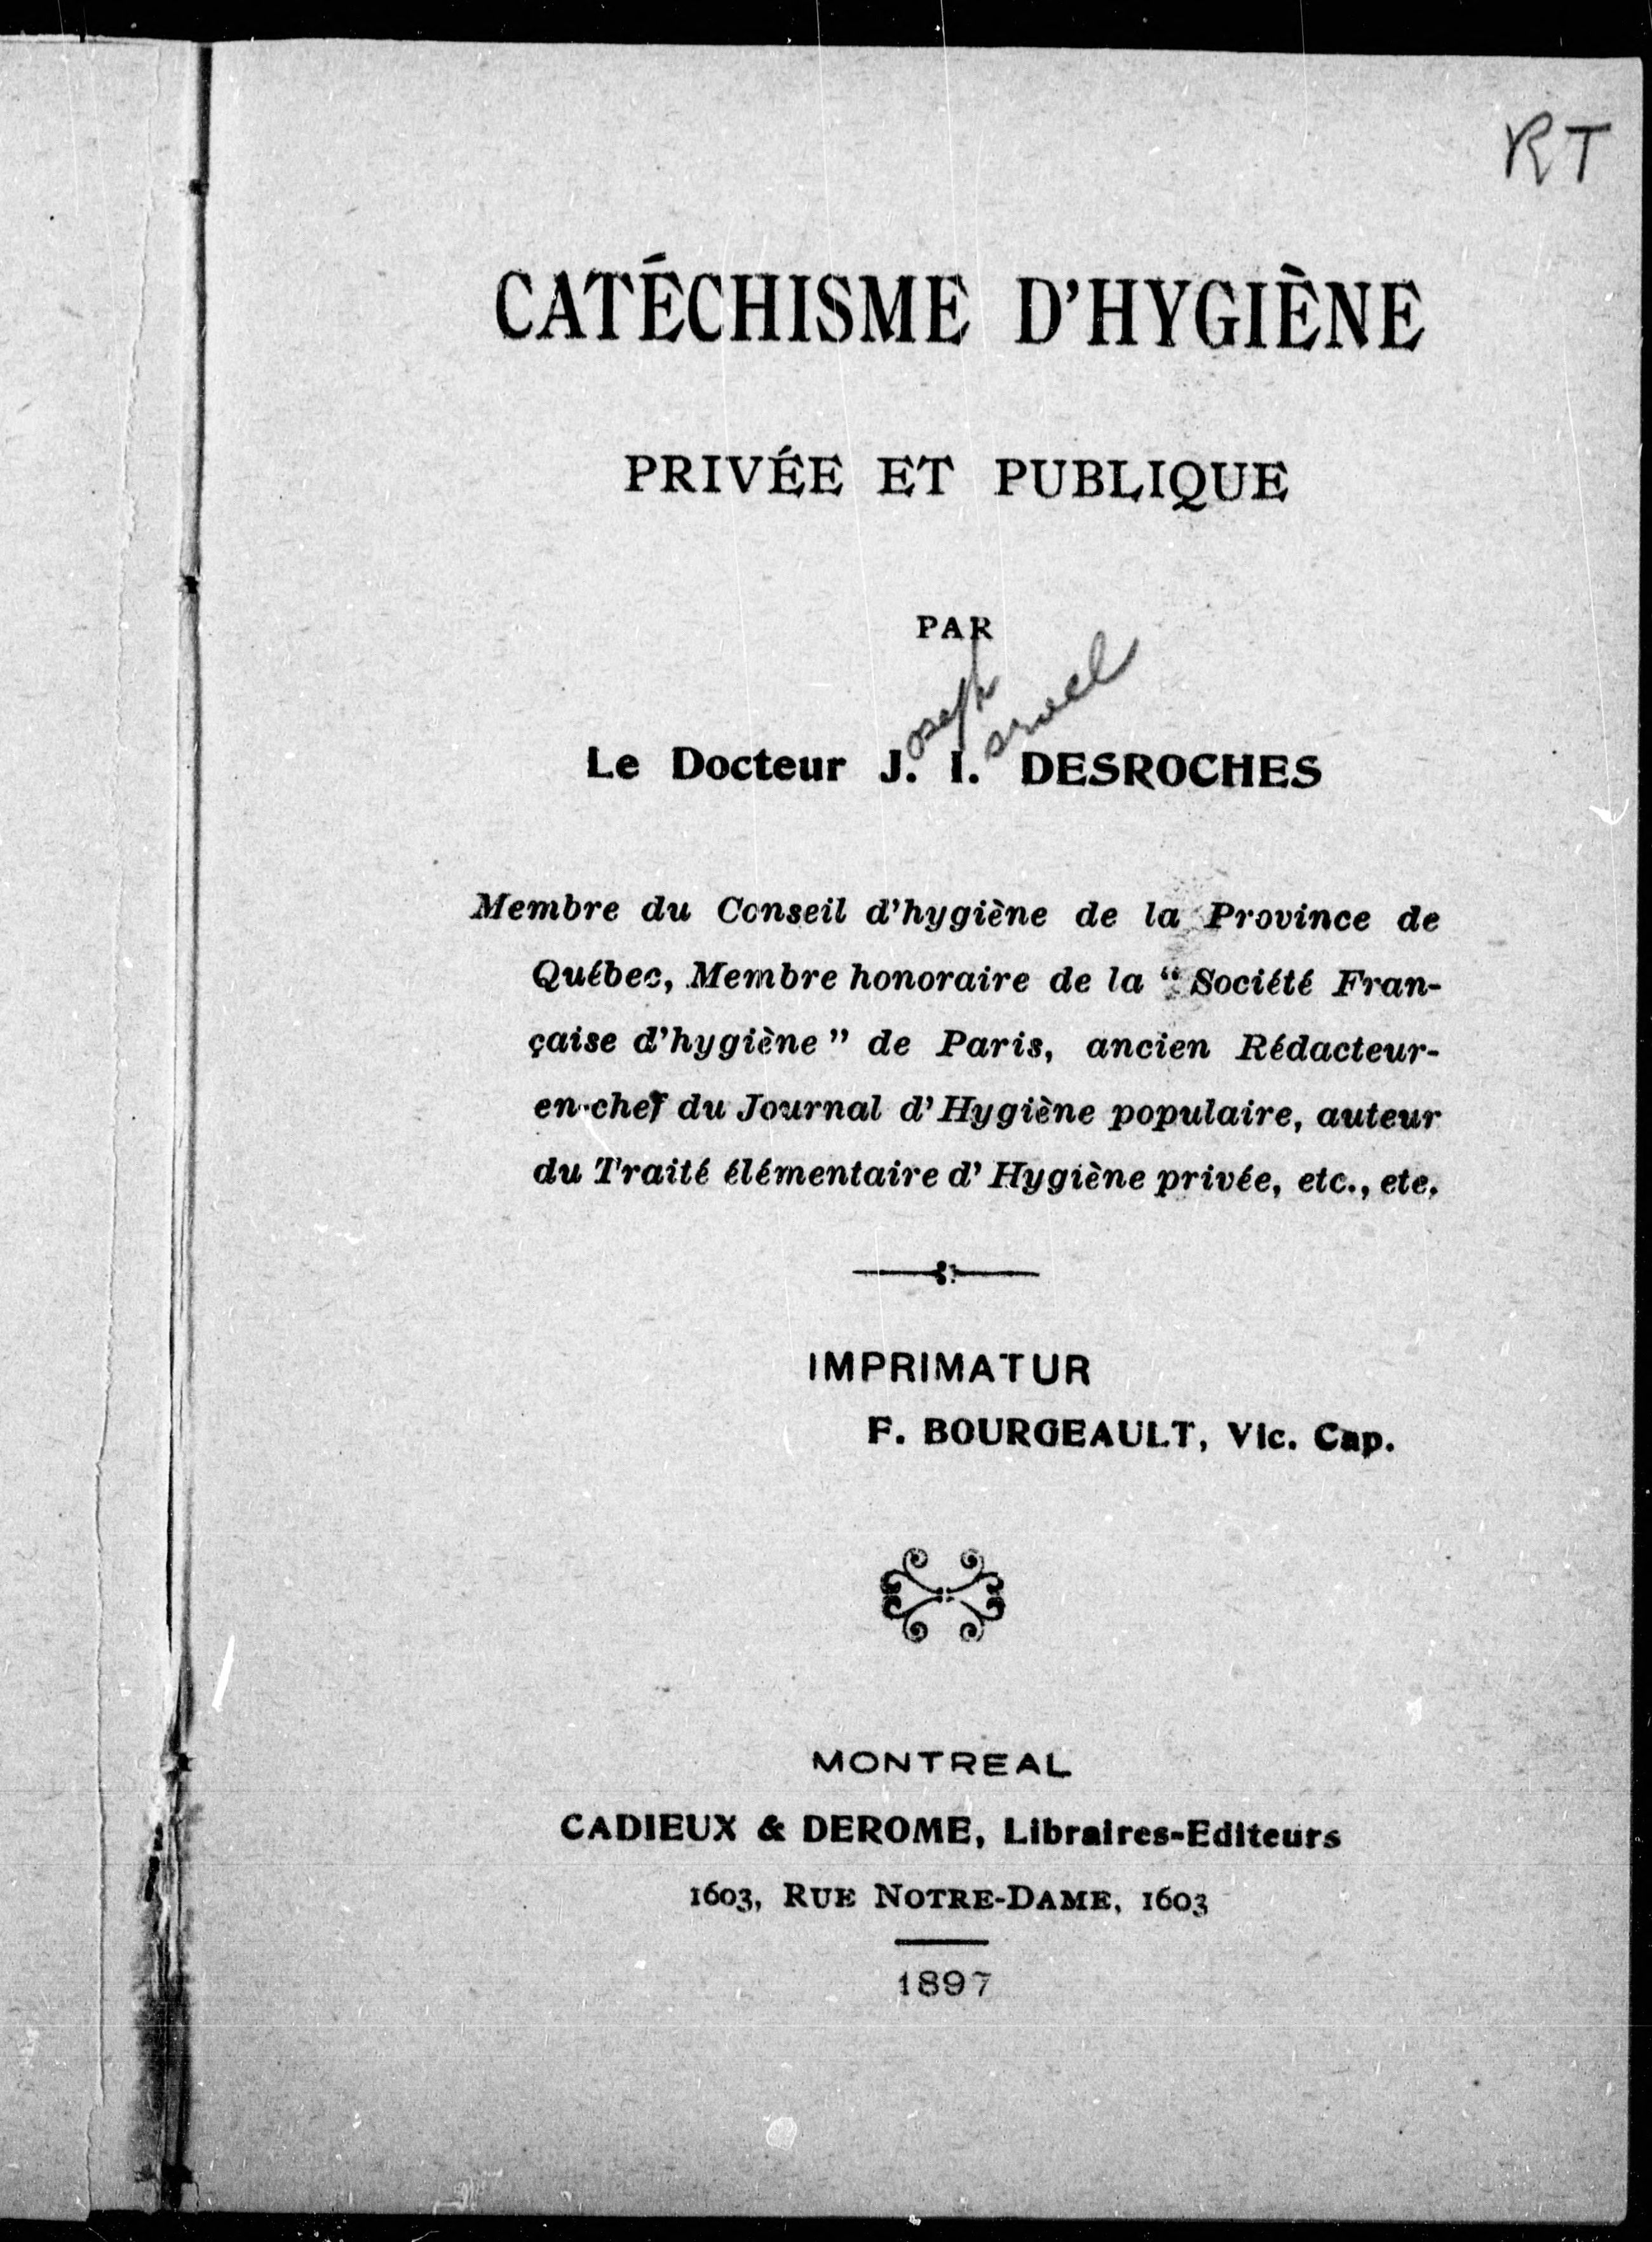 RT
CATÉCHISME D'HYGIÈNE
PRIVÉE ET PUBLIQUE
PAR
oseph srael
Le Docteur J. I. DESROCHES
Membre du Conseil d'hygiène de la Province de
Québec, Membre honoraire de la “ Société Fran-
çaise d'hygiène ” de Paris, ancien Rédacteur-
en-chef du Journal d'Hygiène populaire, auteur
du Traité élémentaire d'Hygiène privée, etc., etc.
IMPRIMATUR
F. BOURGEAULT, Vic. Cap.
MONTREAL
CADIEUX & DEROME, Libraires-Editeurs
1603, RUE NOTRE-DAME, 1603
1897